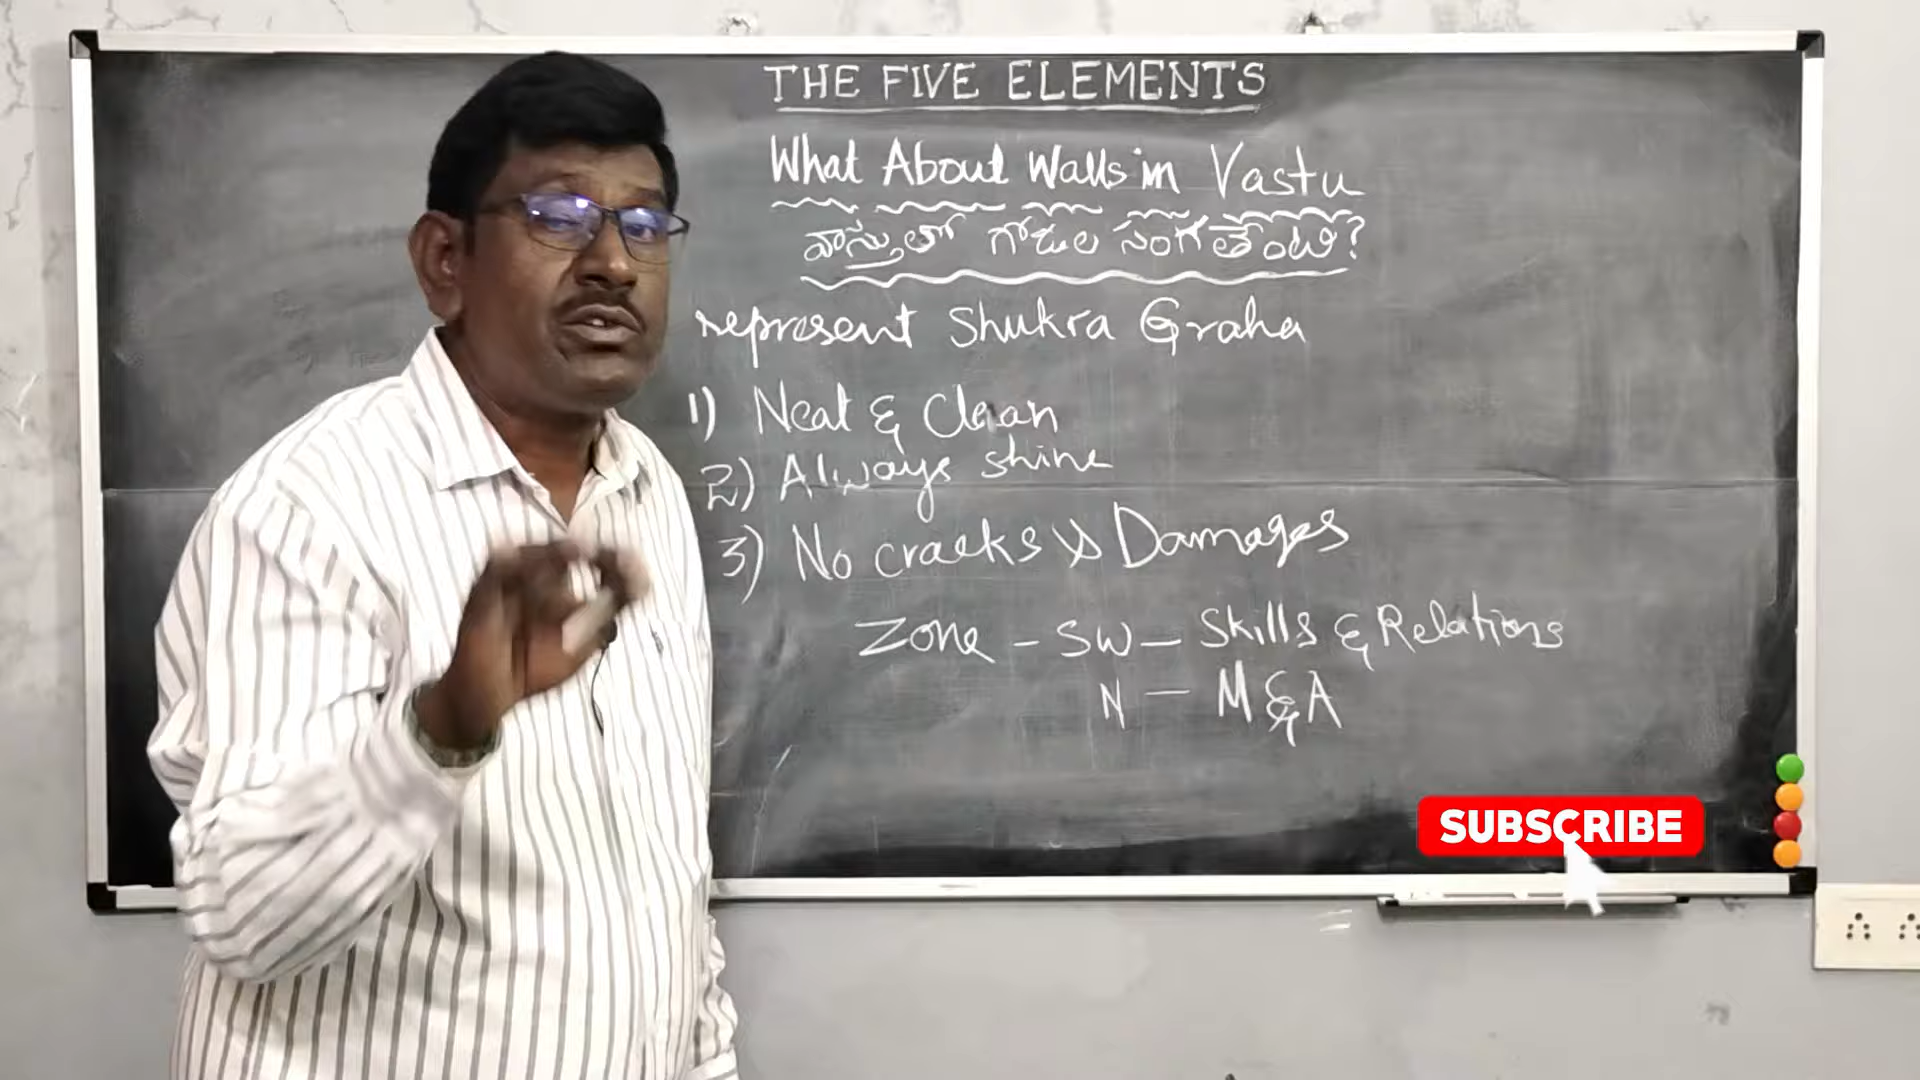 THE FIVE ELEMENTS
What About Walls in Vastu
వాస్తులో గోడల సంగతేంటి?
represent Shukra Graha
1) Neat & Clean
2) Always shine
3) No cracks & Damages
Zone - SW - Skills & Relations
N - M & A
SUBSCRIBE